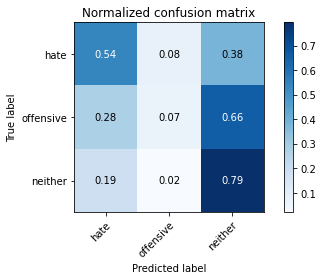 Normalized confusion matrix
True label
hate
0.54 0.08 0.38
offensive
0.28 0.07 0.66
neither
0.19 0.02 0.79
hate
offensive
neither
Predicted label
0.7
0.6
0.5
0.4
0.3
0.2
0.1